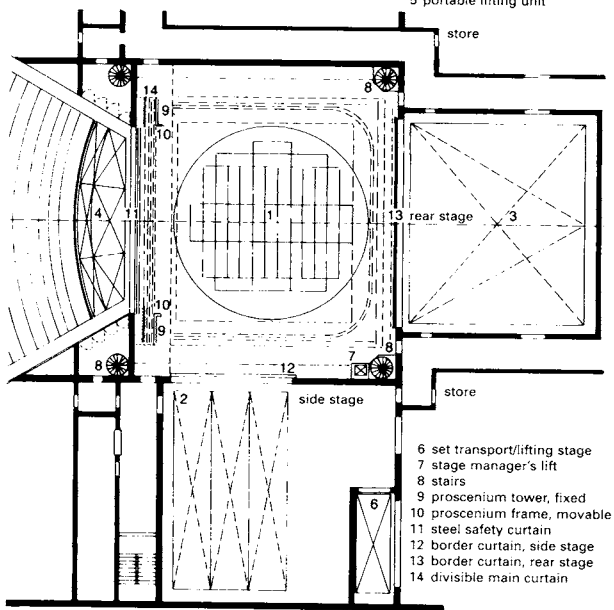 5 portable lifting unit
store
8
8
14
9
10
4
11
1
13 rear stage
3
10
9
8
7
8
12
2
side stage
store
6
6 set transport/lifting stage
7 stage manager's lift
8 stairs
9 proscenium tower, fixed
10 proscenium frame, movable
11 steel safety curtain
12 border curtain, side stage
13 border curtain, rear stage
14 divisible main curtain